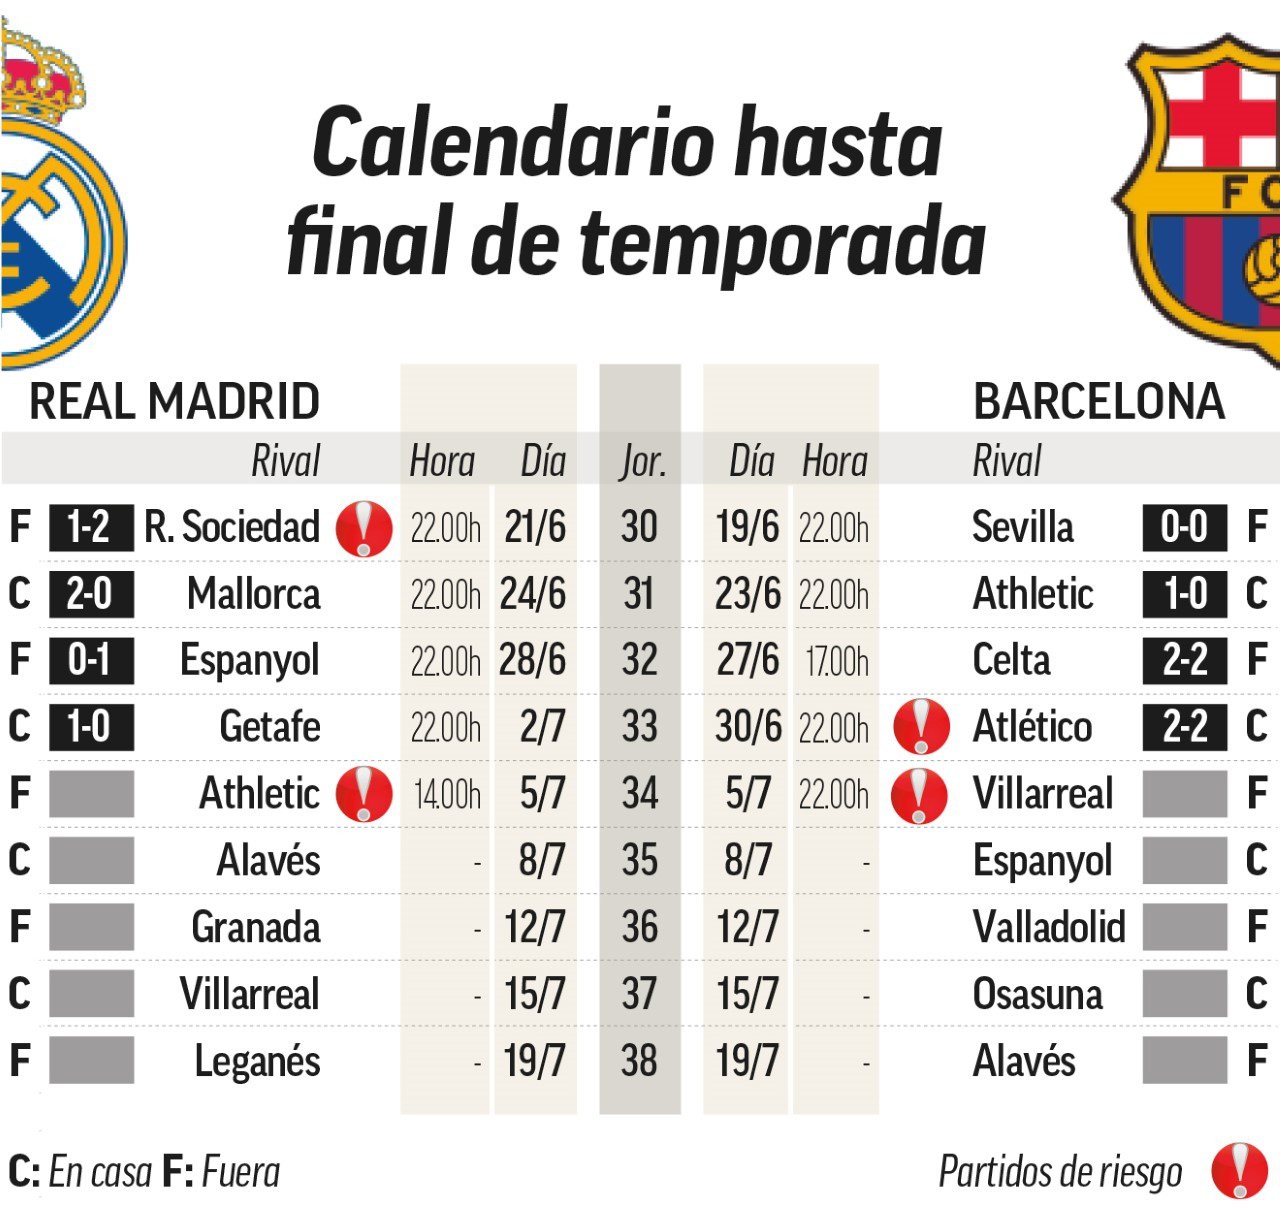 Calendario hasta
final de temporada
F C
REAL MADRID BARCELONA
Rival Hora Día Jor. Día Hora Rival
F 1-2 R. Sociedad ! 22.00h 21/6 30 19/6 22.00h Sevilla 0-0 F
C 2-0 Mallorca 22.00h 24/6 31 23/6 22.00h Athletic 1-0 C
F 0-1 Espanyol 22.00h 28/6 32 27/6 17.00h Celta 2-2 F
C 1-0 Getafe 22.00h 2/7 33 30/6 22.00h ! Atlético 2-2 C
F Athletic ! 14.00h 5/7 34 5/7 22.00h ! Villarreal F
C Alavés - 8/7 35 8/7 - Espanyol C
F Granada - 12/7 36 12/7 - Valladolid F
C Villarreal - 15/7 37 15/7 - Osasuna C
F Leganés - 19/7 38 19/7 - Alavés F
C: En casa F: Fuera Partidos de riesgo !